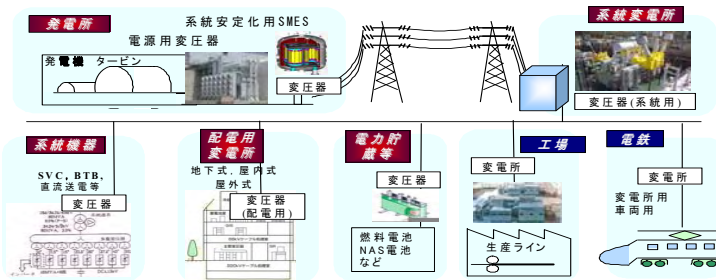 発電所
系統安定化用SMES
電源用変圧器
発電機 タービン
変圧器
系統変電所
変圧器(系統用)
系統機器
SVC, BTB,
直流送電等
変圧器
配電用
変電所
地下式、屋内式
屋外式
変圧器
(配電用)
電力貯
蔵等
変圧器
燃料電池
NAS電池
など
工場
変電所
生産ライン
電鉄
変電所
変電所用
車両用